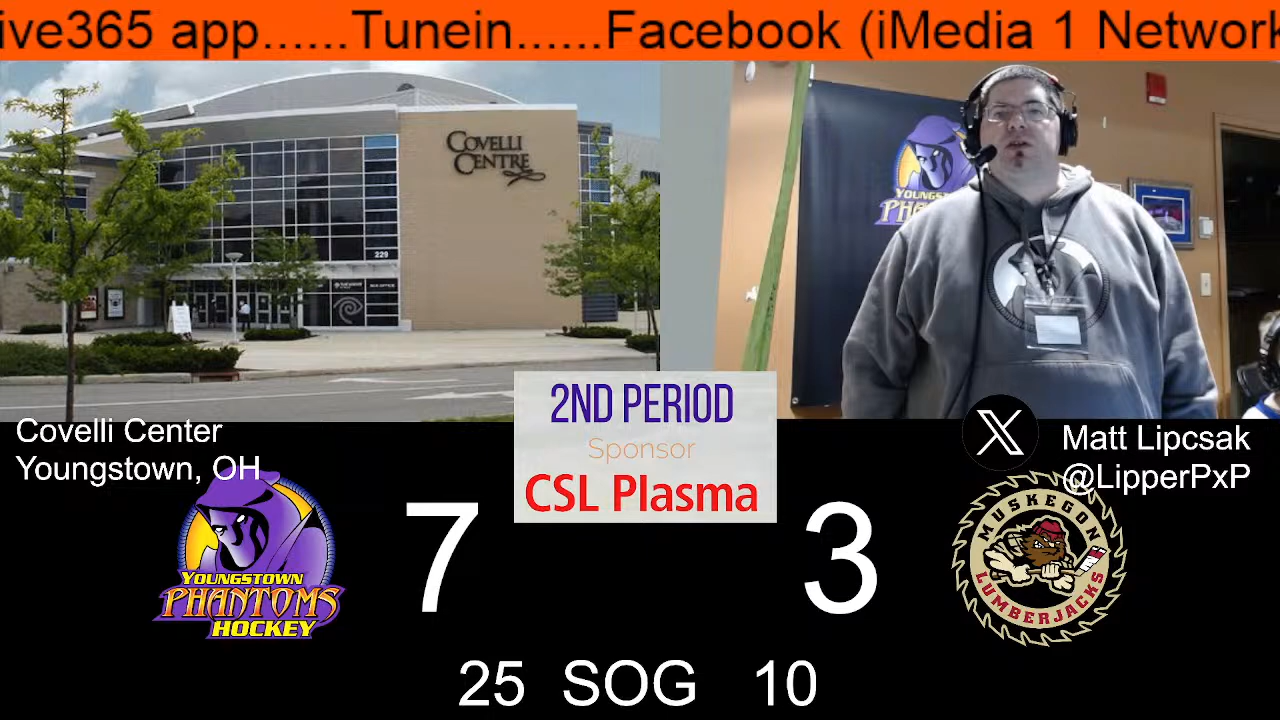 ive365 app......Tunein......Facebook (iMedia 1 Network
COVELLI
CENTRE
229
YOUNGSTOWN
PHANTOMS
HOCKEY
2ND PERIOD
Sponsor
CSL Plasma
Covelli Center
Youngstown, OH
Matt Lipcsak
@LipperPxP
7
3
MUSKEGON
LUMBERJACKS
25 SOG 10